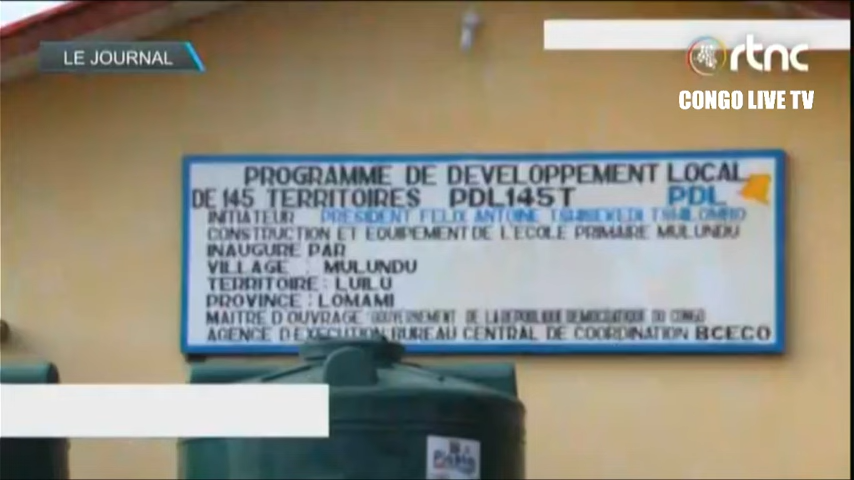 LE JOURNAL
rtnc
CONGO LIVE TV
PROGRAMME DE DEVELOPPEMENT LOCAL
DE 145 TERRITOIRES PDL145T PDL
INITIATEUR PRESIDENT FELIX ANTOINE TSHISEKEDI TSHILOMBO
CONSTRUCTION ET EQUIPEMENT DE L'ECOLE PRIMAIRE MULUNDU
INAUGURE PAR
VILLAGE : MULUNDU
TERRITOIRE : LUILU
PROVINCE : LOMAMI
MAITRE D'OUVRAGE GOUVERNEMENT DE LA REPUBLIQUE DEMOCRATIQUE DU CONGO
AGENCE D'EXECUTION BUREAU CENTRAL DE COORDINATION BCECO